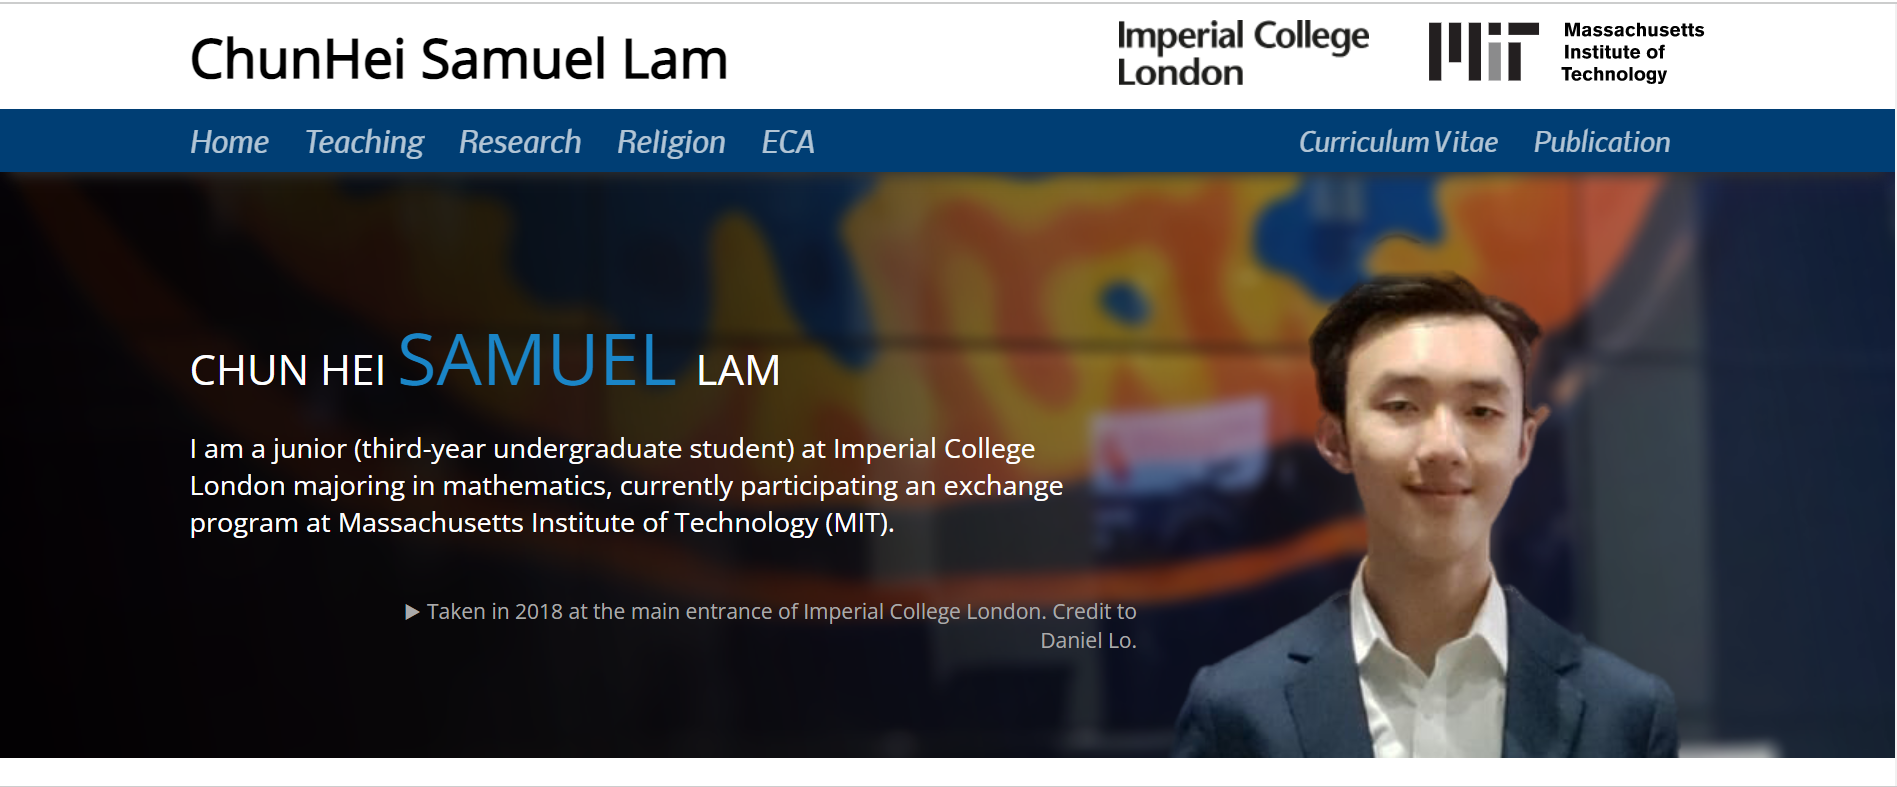 ChunHei Samuel Lam
Imperial College
London
Massachusetts
Institute of
Technology
Home Teaching Research Religion ECA Curriculum Vitae Publication
CHUN HEI SAMUEL LAM
I am a junior (third-year undergraduate student) at Imperial College
London majoring in mathematics, currently participating an exchange
program at Massachusetts Institute of Technology (MIT).
▶ Taken in 2018 at the main entrance of Imperial College London. Credit to
Daniel Lo.